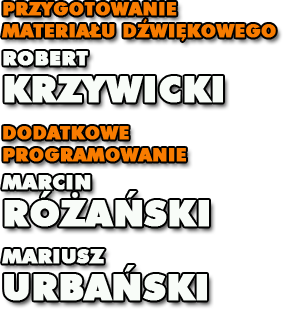 PRZYGOTOWANIE
MATERIAŁU DŹWIĘKOWEGO
ROBERT
KRZYWICKI
DODATKOWE
PROGRAMOWANIE
MARCIN
RÓŻAŃSKI
MARIUSZ
URBAŃSKI